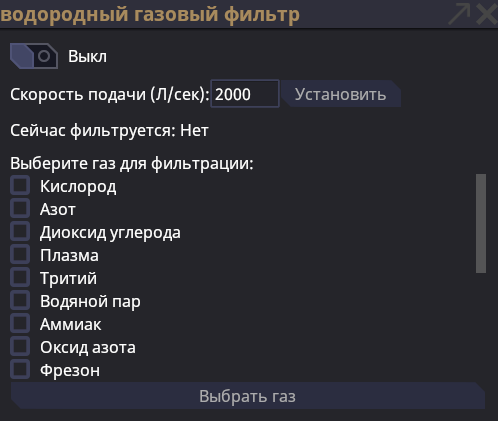 водородный газовый фильтр
Выкл
Скорость подачи (Л/сек): 2000 Установить
Сейчас фильтруется: Нет
Выберите газ для фильтрации:
Кислород
Азот
Диоксид углерода
Плазма
Тритий
Водяной пар
Аммиак
Оксид азота
Фрезон
Выбрать газ